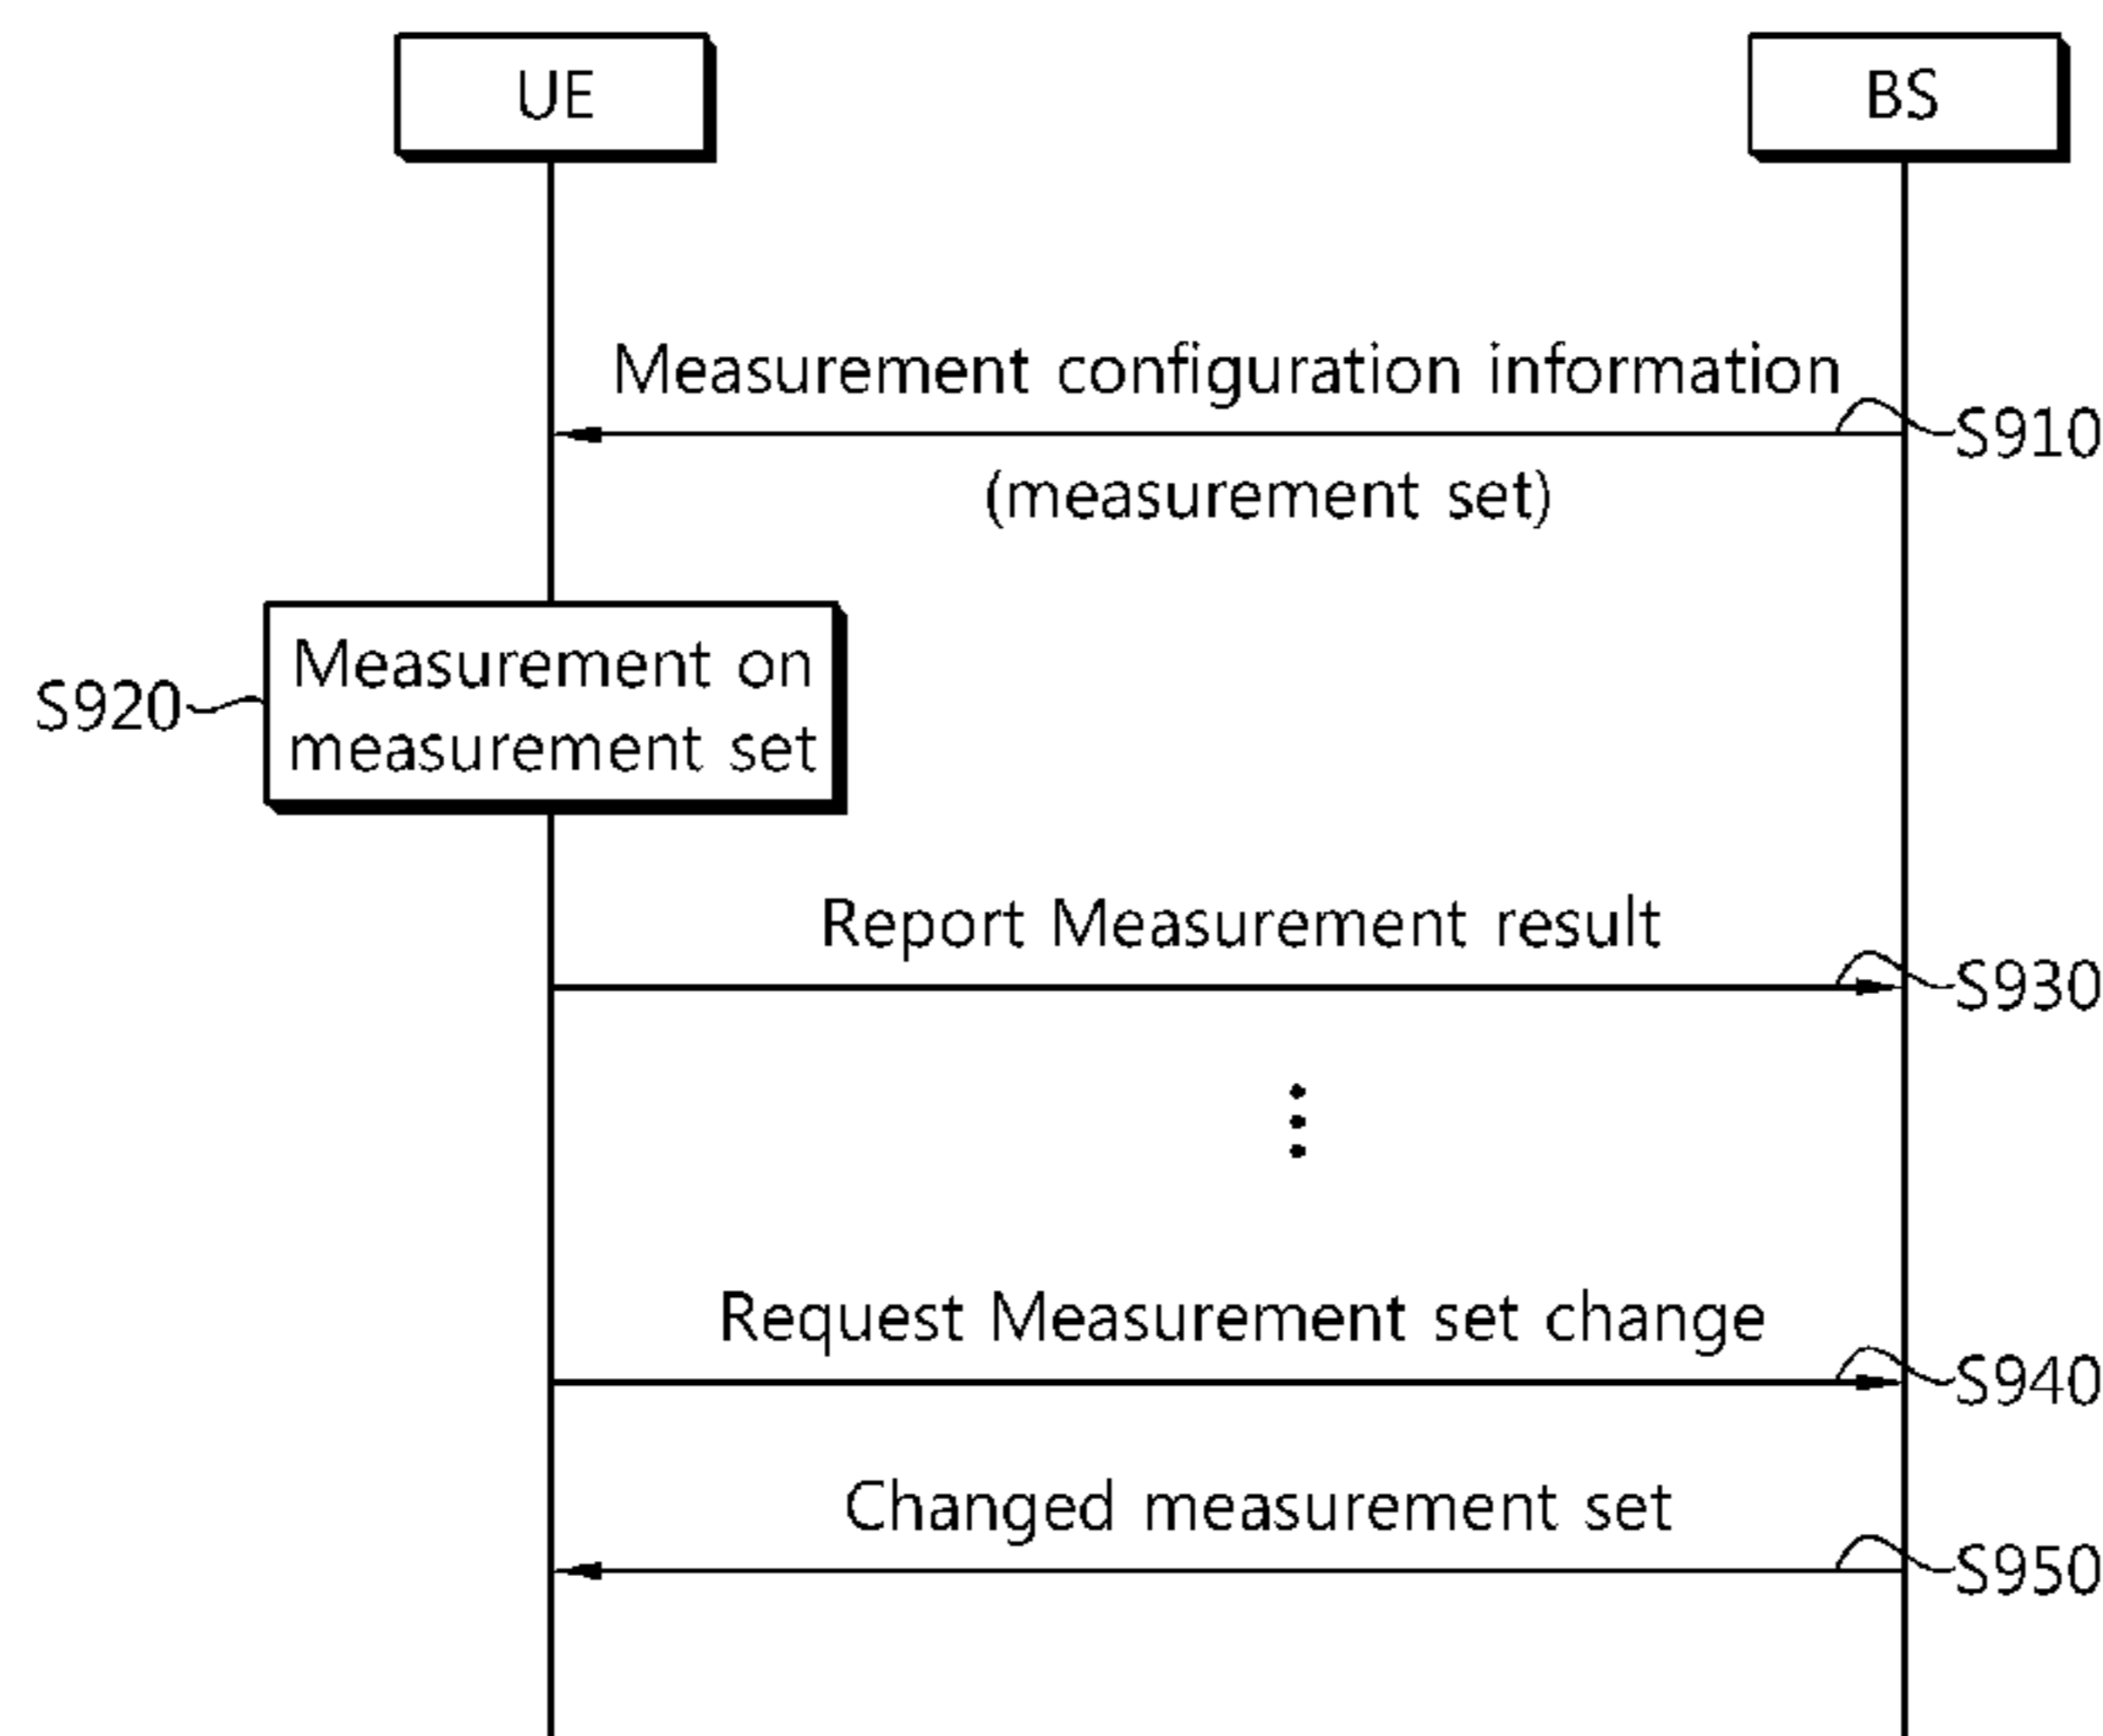 UE
BS
Measurement configuration information
S910
(measurement set)
Measurement on
S920
measurement set
Report Measurement result
S930
Request Measurement set change
S940
Changed measurement set
S950